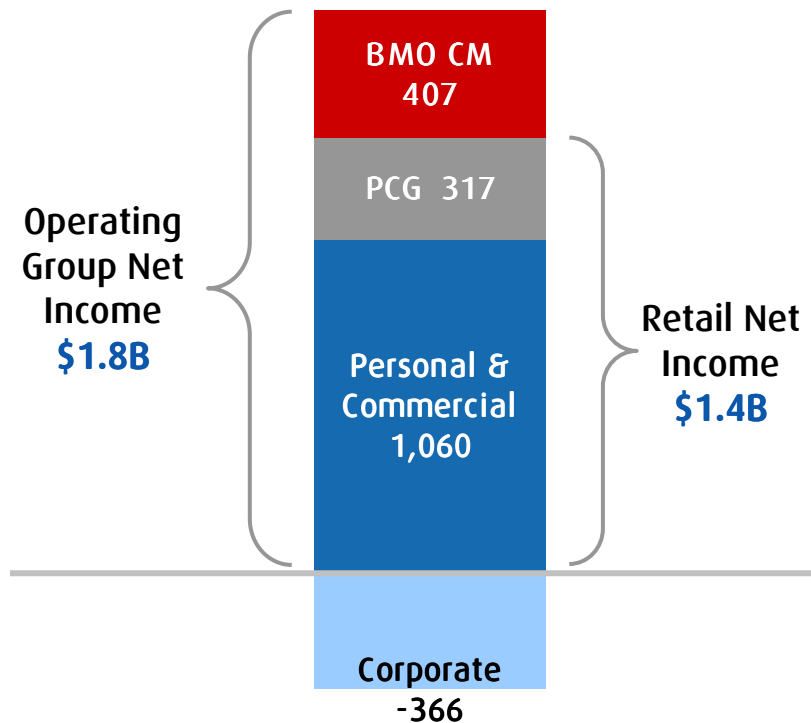 BMO CM
407
PCG 317
Operating
Group Net
Income
$1.8B
Retail Net
Income
$1.4B
Personal &
Commercial
1,060
Corporate
-366